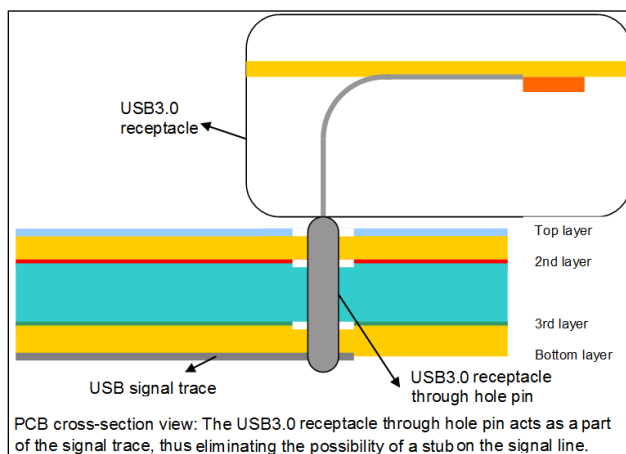 USB3.0
receptacle
Top layer
2nd layer
3rd layer
Bottom layer
USB signal trace
USB3.0 receptacle
through hole pin
PCB cross-section view: The USB3.0 receptacle through hole pin acts as a part
of the signal trace, thus eliminating the possibility of a stub on the signal line.